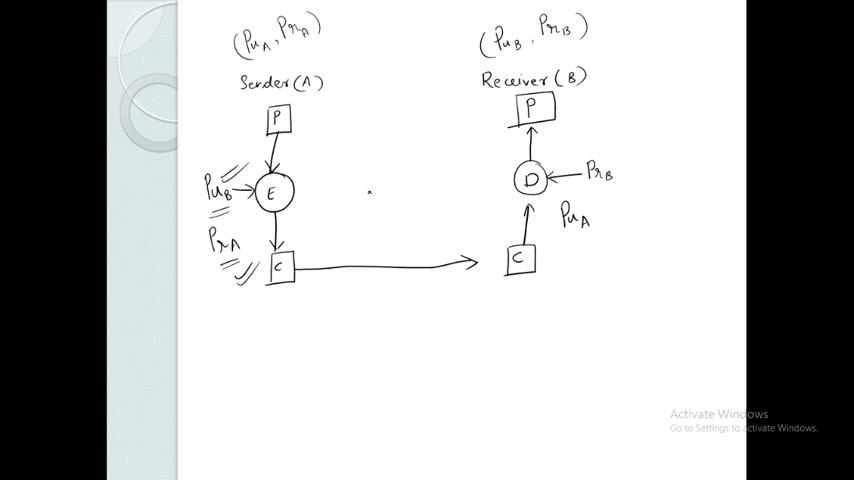 (PuA, PrA)
(PuB, PrB)
Sender (A)
Receiver (B)
P
P
PuB
E
D
PrB
PrA
PuA
C
C
Activate Windows
Go to Settings to activate Windows.